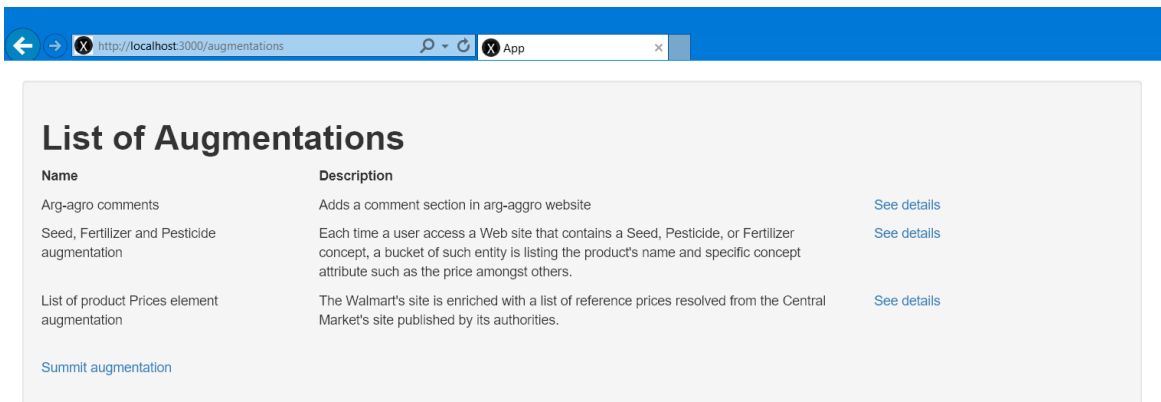 http://localhost:3000/augmentations
X App
List of Augmentations
Name Description
Arg-agro comments Adds a comment section in arg-aggro website See details
Seed, Fertilizer and Pesticide Each time a user access a Web site that contains a Seed, Pesticide, or Fertilizer See details
augmentation concept, a bucket of such entity is listing the product's name and specific concept
attribute such as the price amongst others.
List of product Prices element The Walmart's site is enriched with a list of reference prices resolved from the Central See details
augmentation Market's site published by its authorities.
Summit augmentation